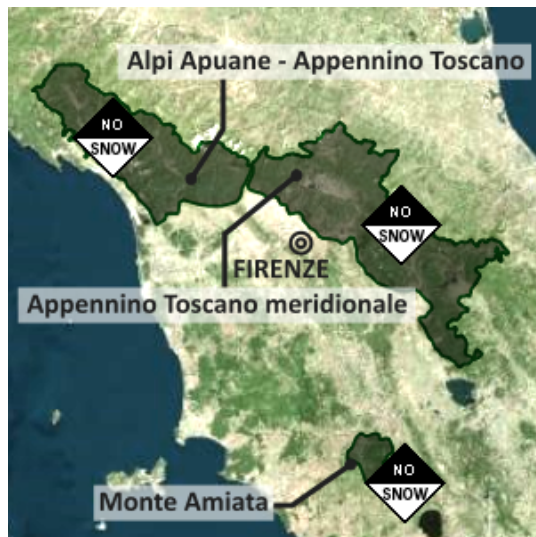 Alpi Apuane - Appennino Toscano
NO
SNOW
NO
SNOW
FIRENZE
Appennino Toscano meridionale
NO
SNOW
Monte Amiata